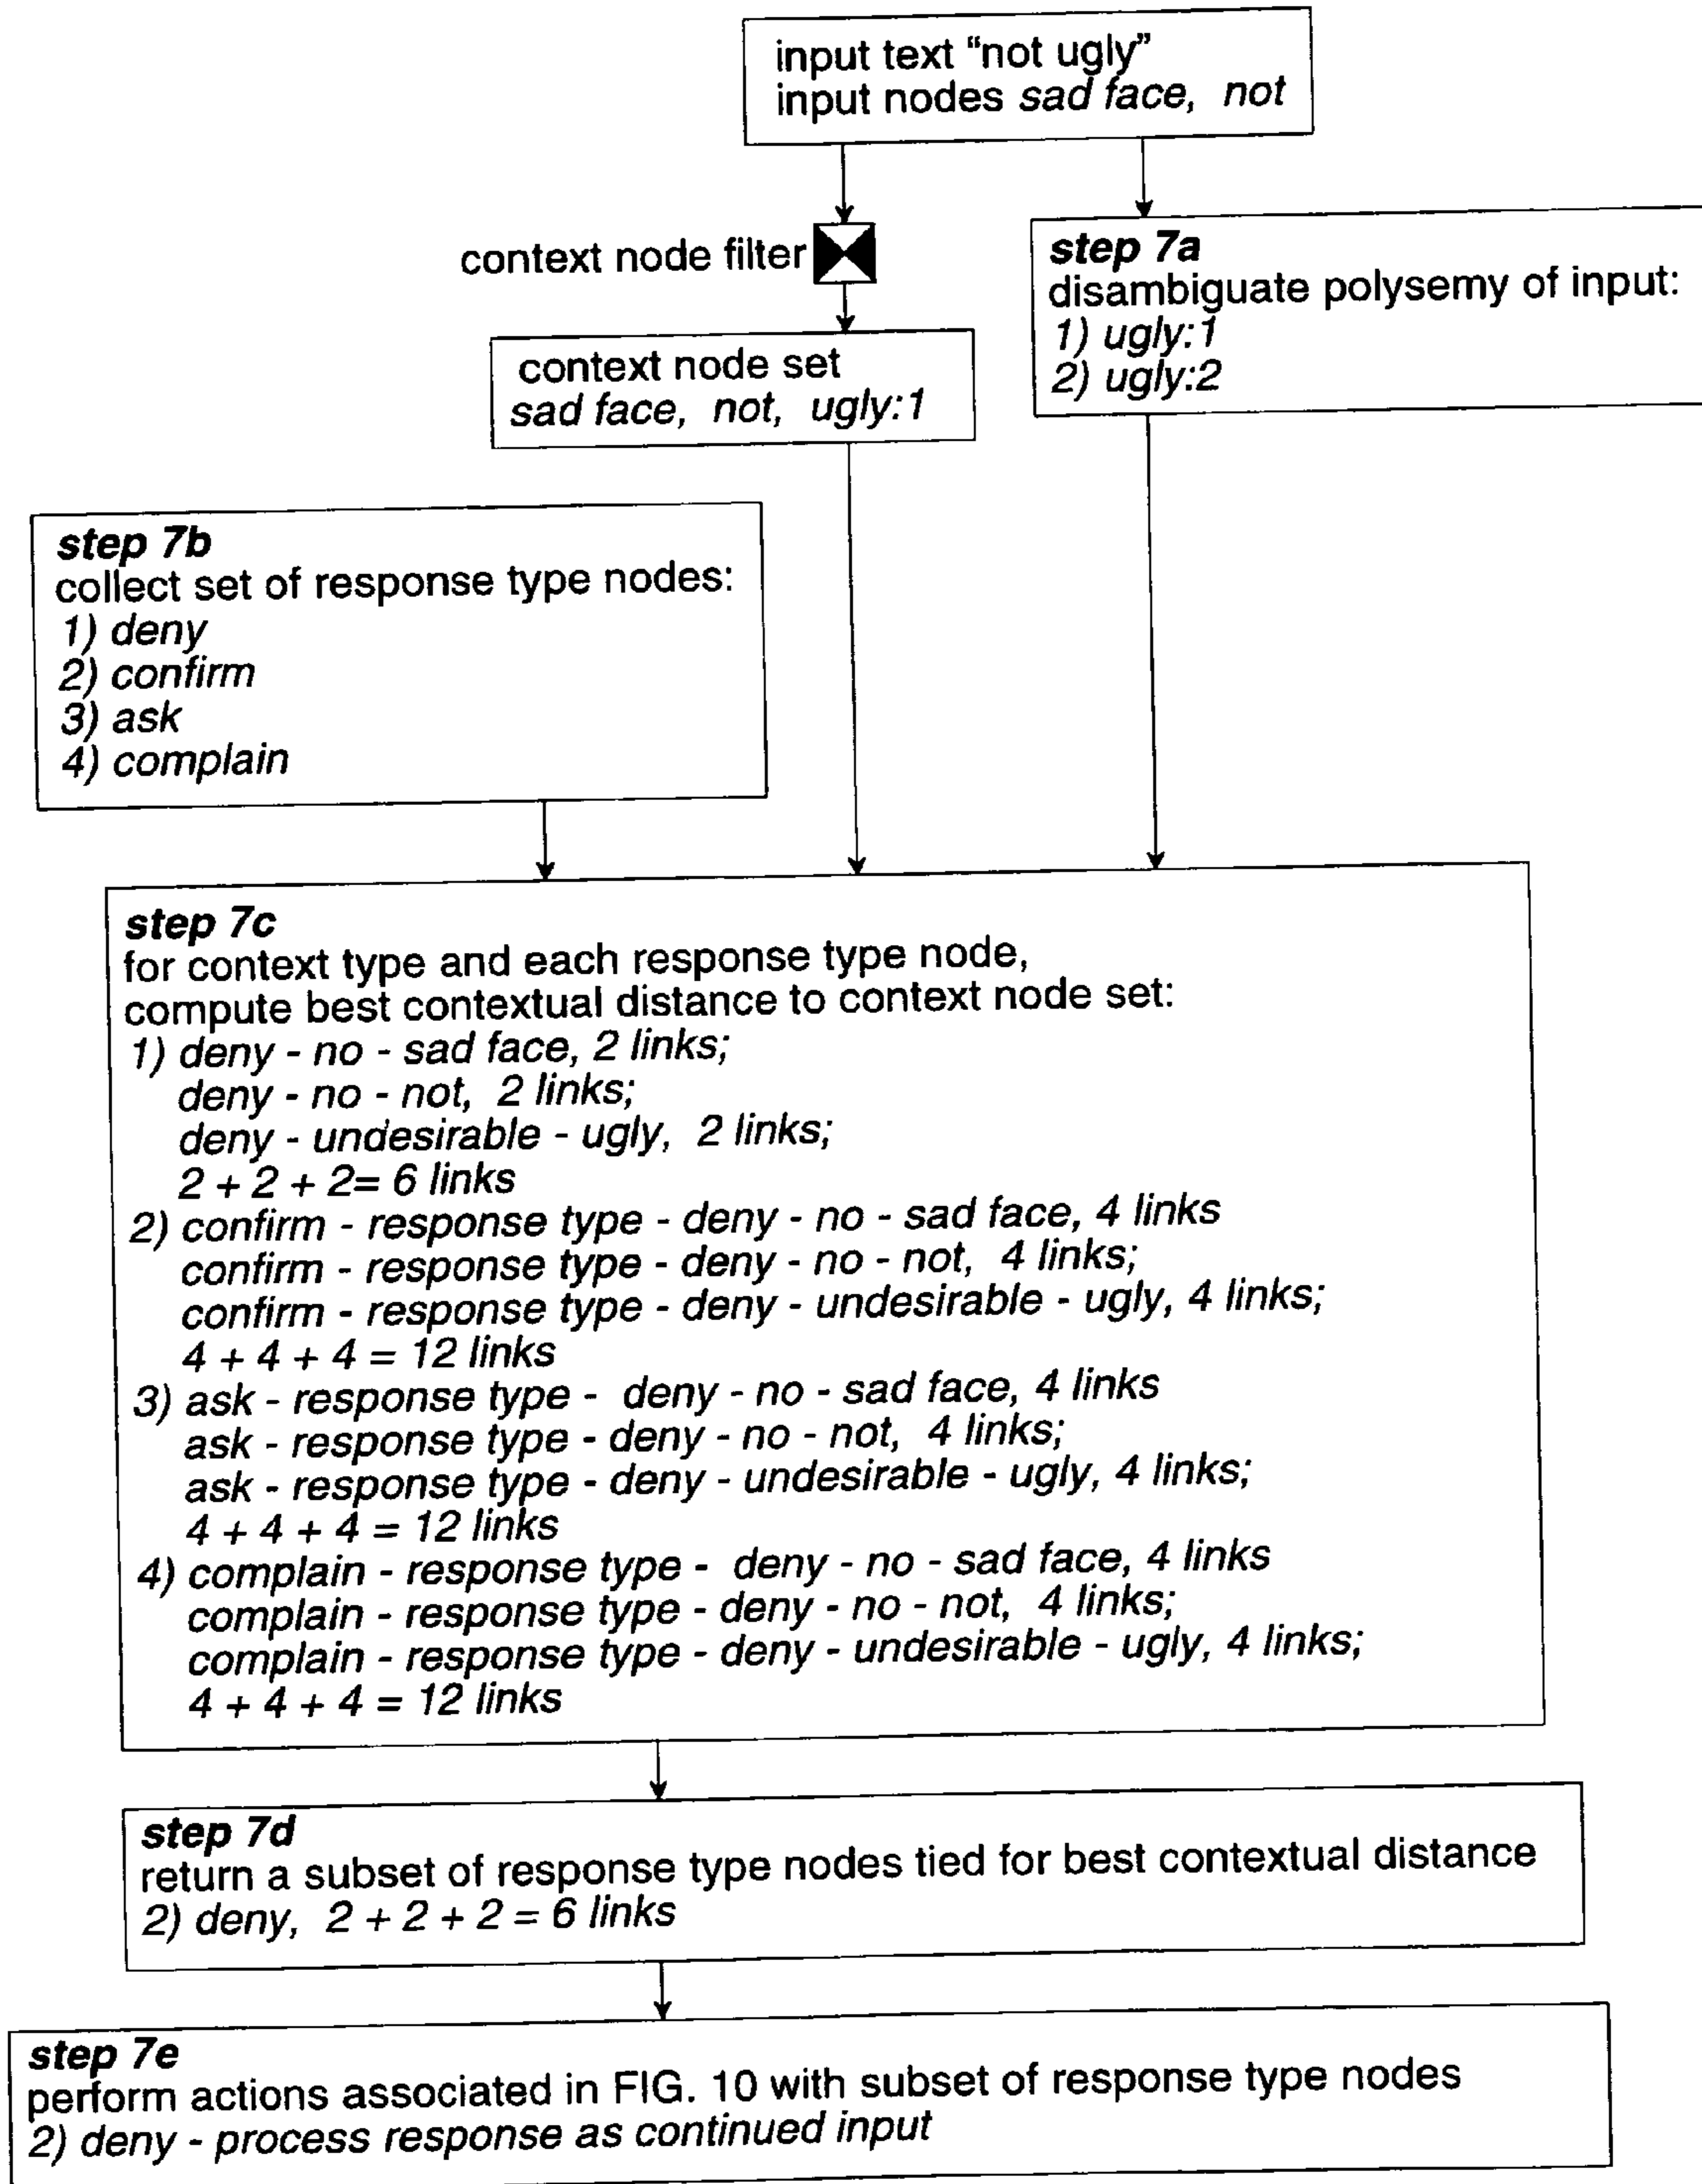 input text “not ugly”
input nodes sad face, not
context node filter
step 7a
disambiguate polysemy of input:
1) ugly:1
2) ugly:2
context node set
sad face, not, ugly:1
step 7b
collect set of response type nodes:
1) deny
2) confirm
3) ask
4) complain
step 7c
for context type and each response type node,
compute best contextual distance to context node set:
1) deny - no - sad face, 2 links;
deny - no - not, 2 links;
deny - undesirable - ugly, 2 links;
2 + 2 + 2= 6 links
2) confirm - response type - deny - no - sad face, 4 links
confirm - response type - deny - no - not, 4 links;
confirm - response type - deny - undesirable - ugly, 4 links;
4 + 4 + 4 = 12 links
3) ask - response type - deny - no - sad face, 4 links
ask - response type - deny - no - not, 4 links;
ask - response type - deny - undesirable - ugly, 4 links;
4 + 4 + 4 = 12 links
4) complain - response type - deny - no - sad face, 4 links
complain - response type - deny - no - not, 4 links;
complain - response type - deny - undesirable - ugly, 4 links;
4 + 4 + 4 = 12 links
step 7d
return a subset of response type nodes tied for best contextual distance
2) deny, 2 + 2 + 2 = 6 links
step 7e
perform actions associated in FIG. 10 with subset of response type nodes
2) deny - process response as continued input